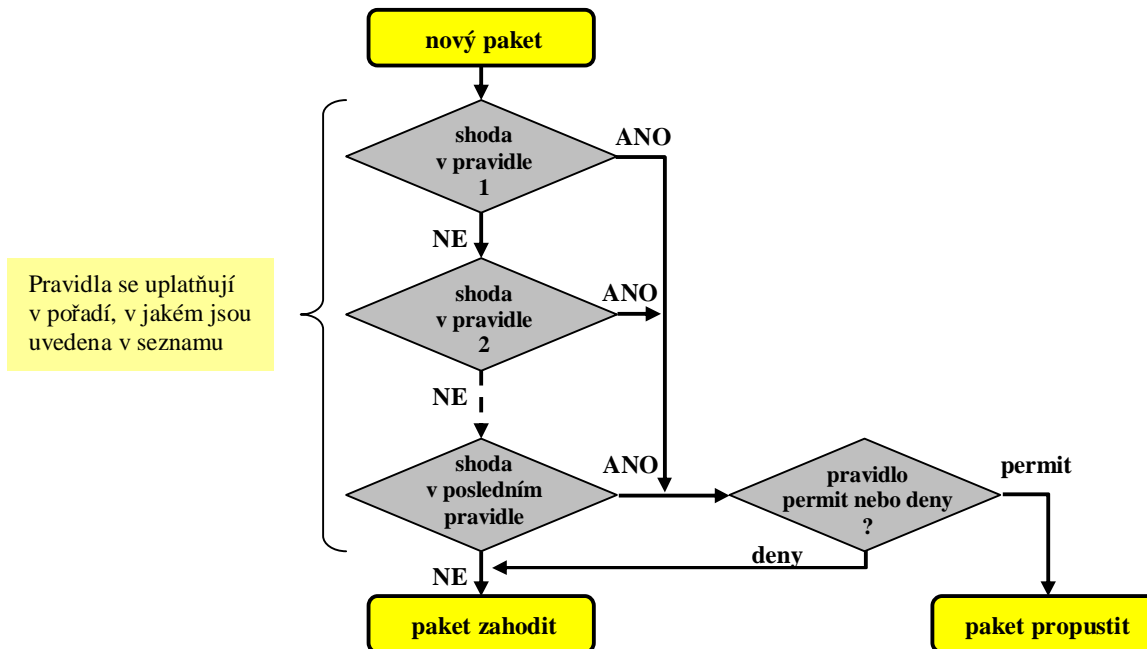 nový paket
shoda
v pravidle
1
ANO
NE
Pravidla se uplatňují
v pořadí, v jakém jsou
uvedena v seznamu
shoda
v pravidle
2
ANO
NE
shoda
v posledním
pravidle
ANO
pravidlo
permit nebo deny
?
permit
deny
NE
paket zahodit
paket propustit